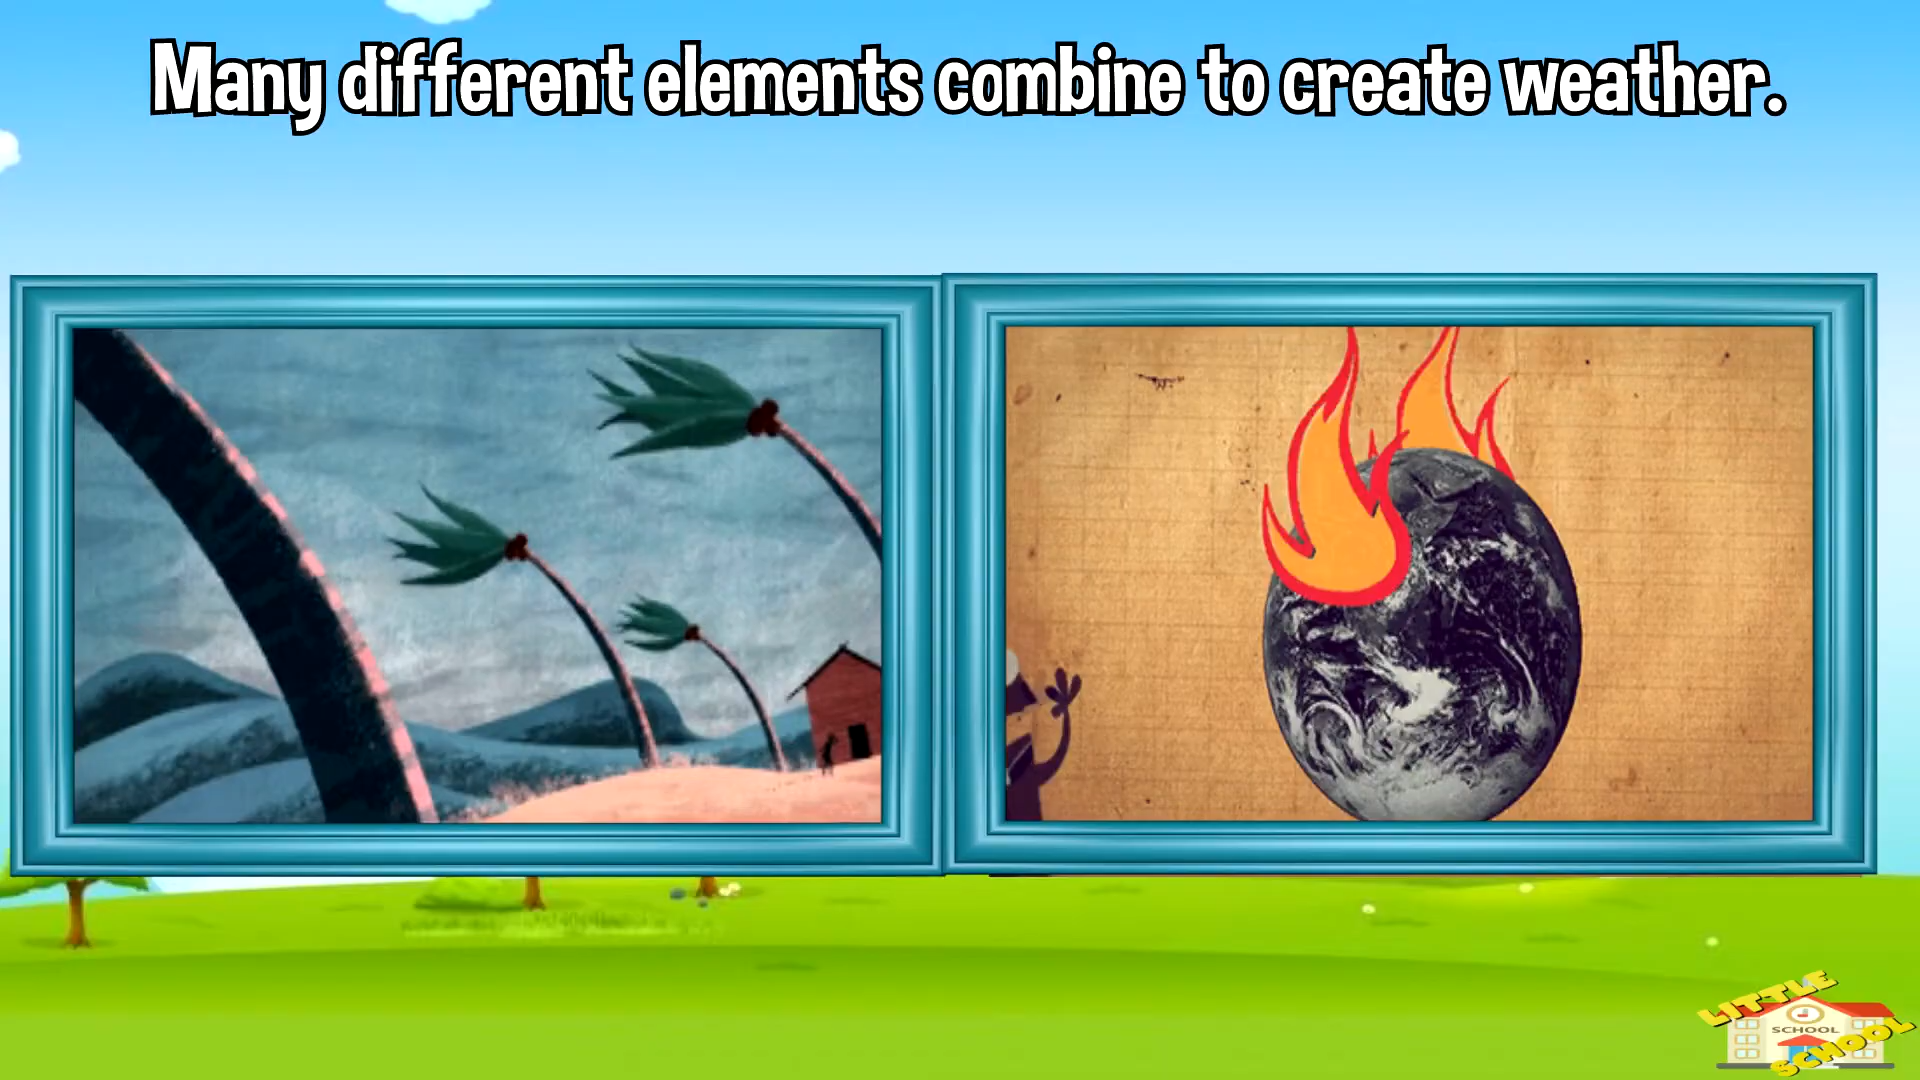 Many different elements combine to create weather.
LITTLE
SCHOOL
SCHOOL